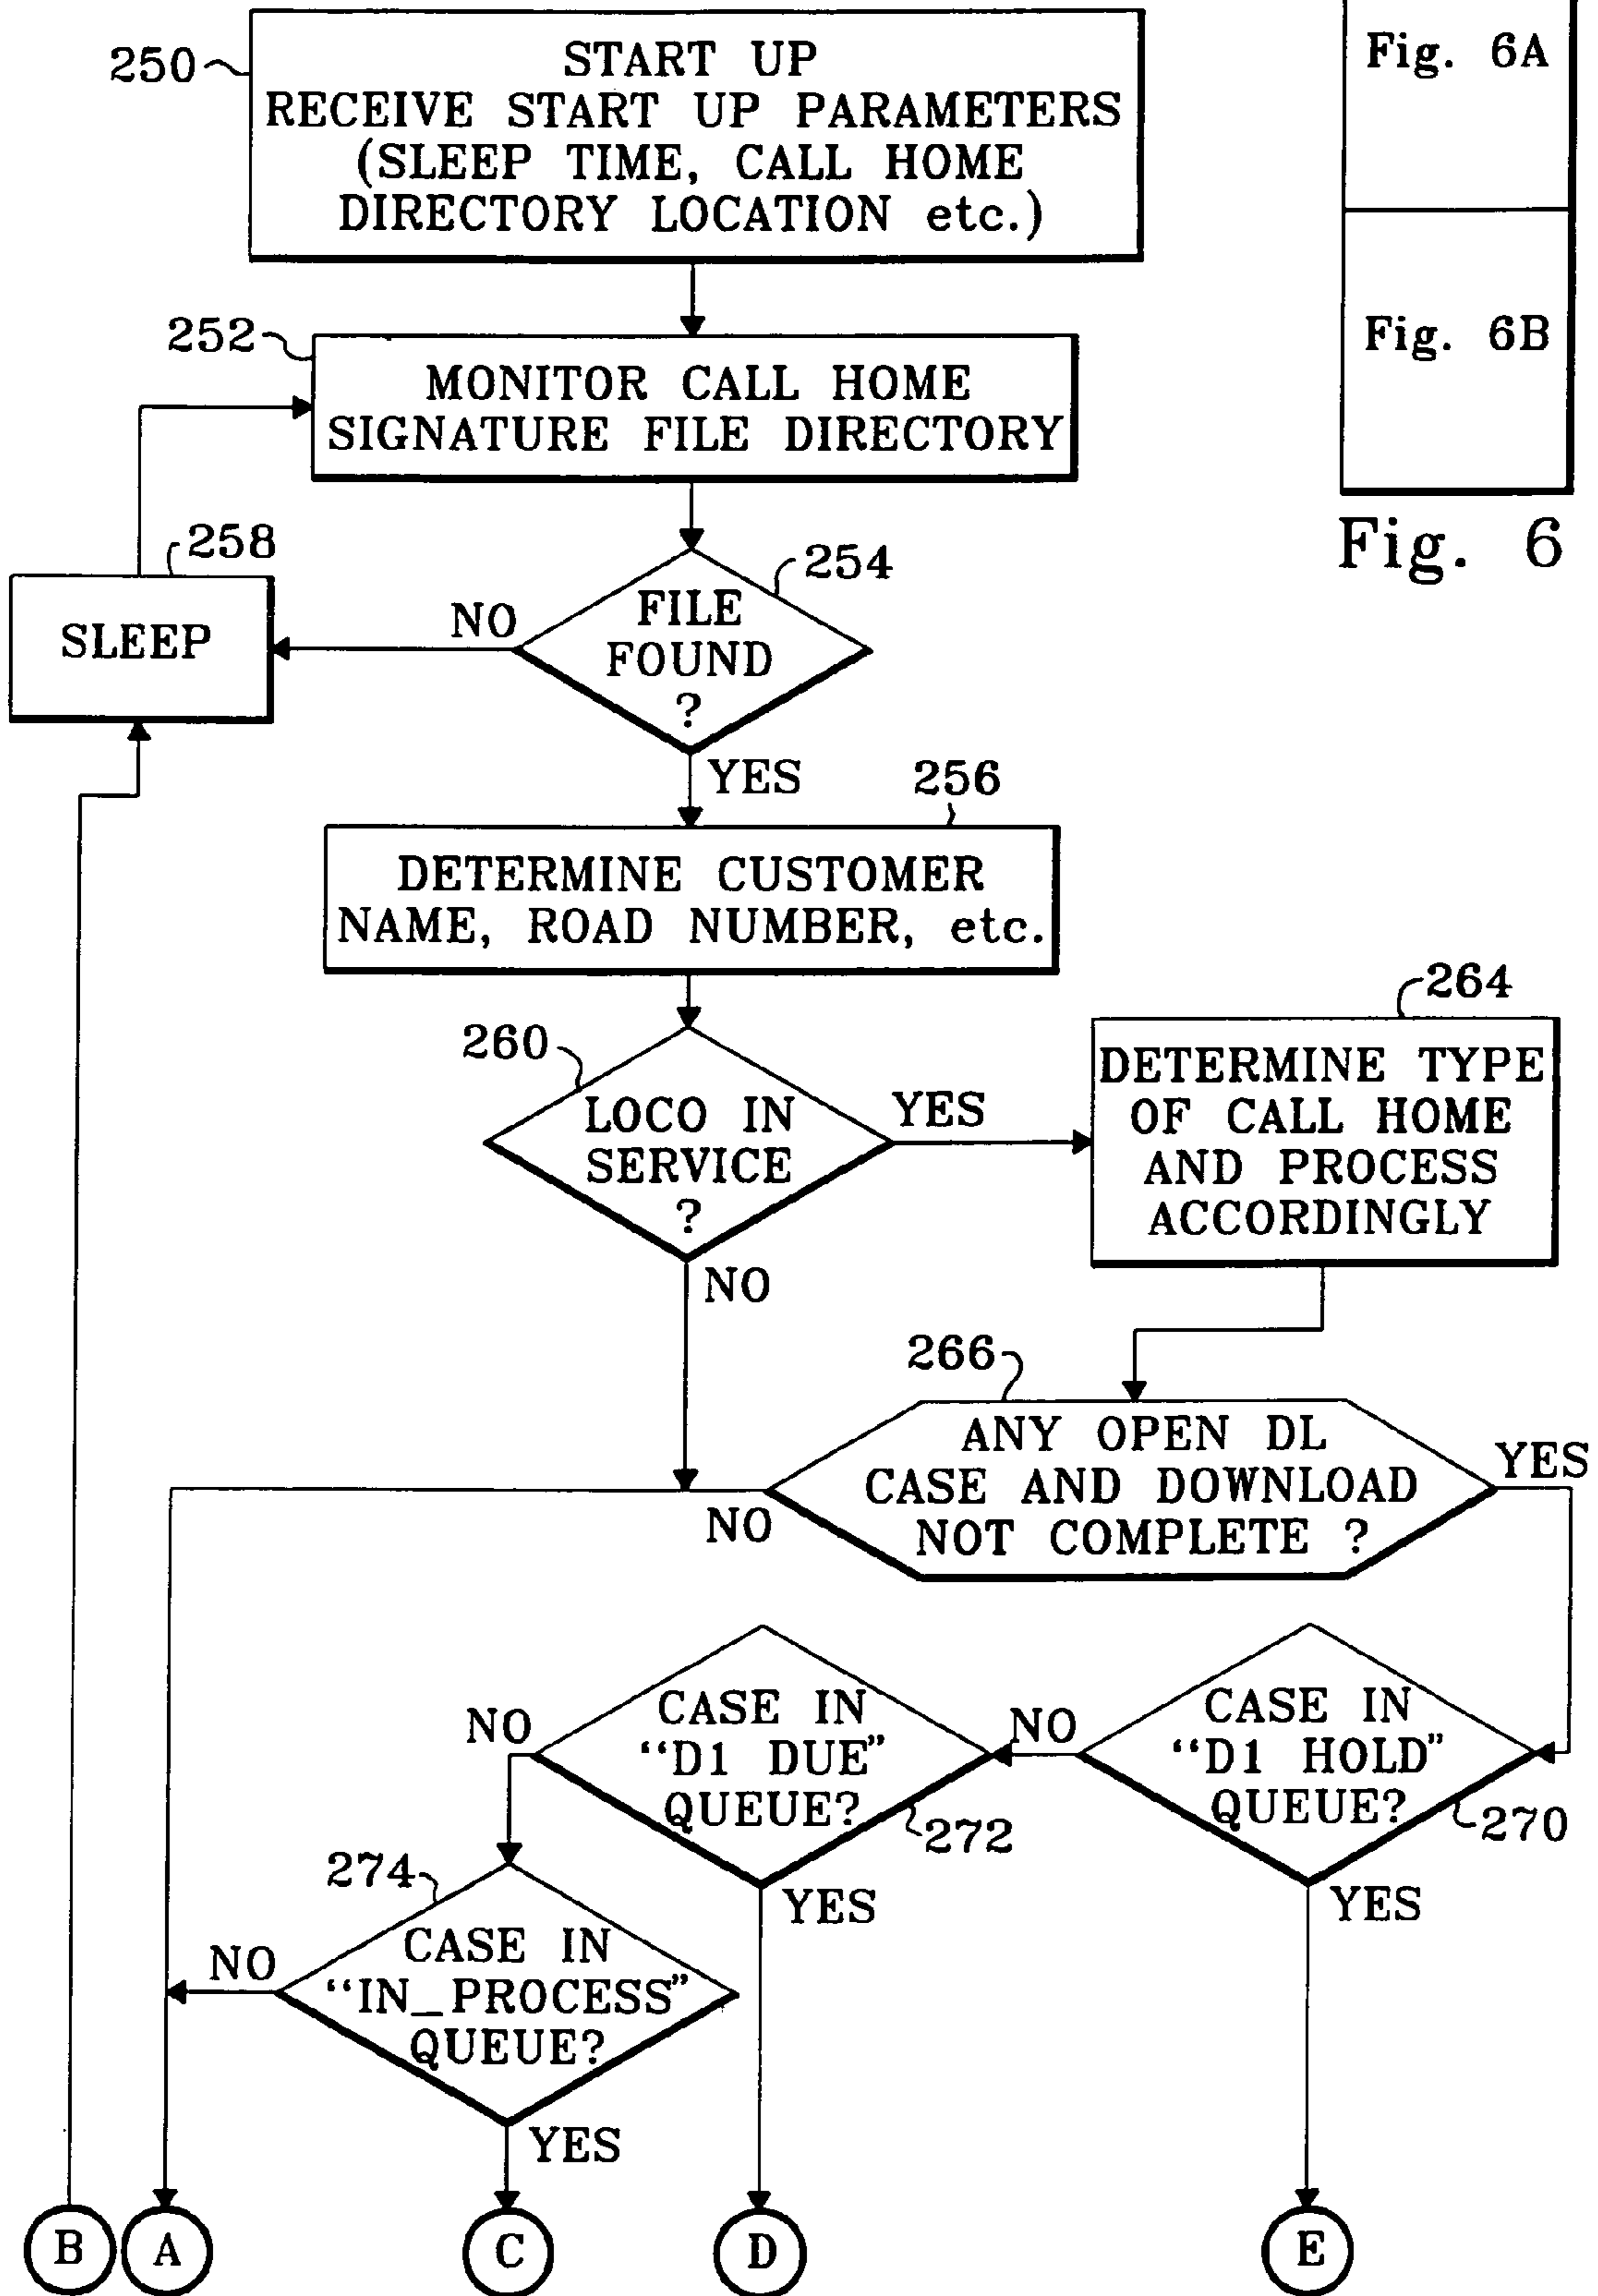 250
START UP
RECEIVE START UP PARAMETERS
(SLEEP TIME, CALL HOME
DIRECTORY LOCATION etc.)
Fig. 6A
Fig. 6B
Fig. 6
252
MONITOR CALL HOME
SIGNATURE FILE DIRECTORY
258
SLEEP
NO
254
FILE
FOUND
?
YES
256
DETERMINE CUSTOMER
NAME, ROAD NUMBER, etc.
260
LOCO IN
SERVICE
?
YES
NO
264
DETERMINE TYPE
OF CALL HOME
AND PROCESS
ACCORDINGLY
266
ANY OPEN DL
CASE AND DOWNLOAD
NOT COMPLETE ?
YES
NO
CASE IN
“D1 HOLD”
QUEUE?
270
NO
YES
CASE IN
“D1 DUE”
QUEUE?
272
NO
YES
274
CASE IN
“IN_PROCESS”
QUEUE?
NO
YES
B
A
C
D
E